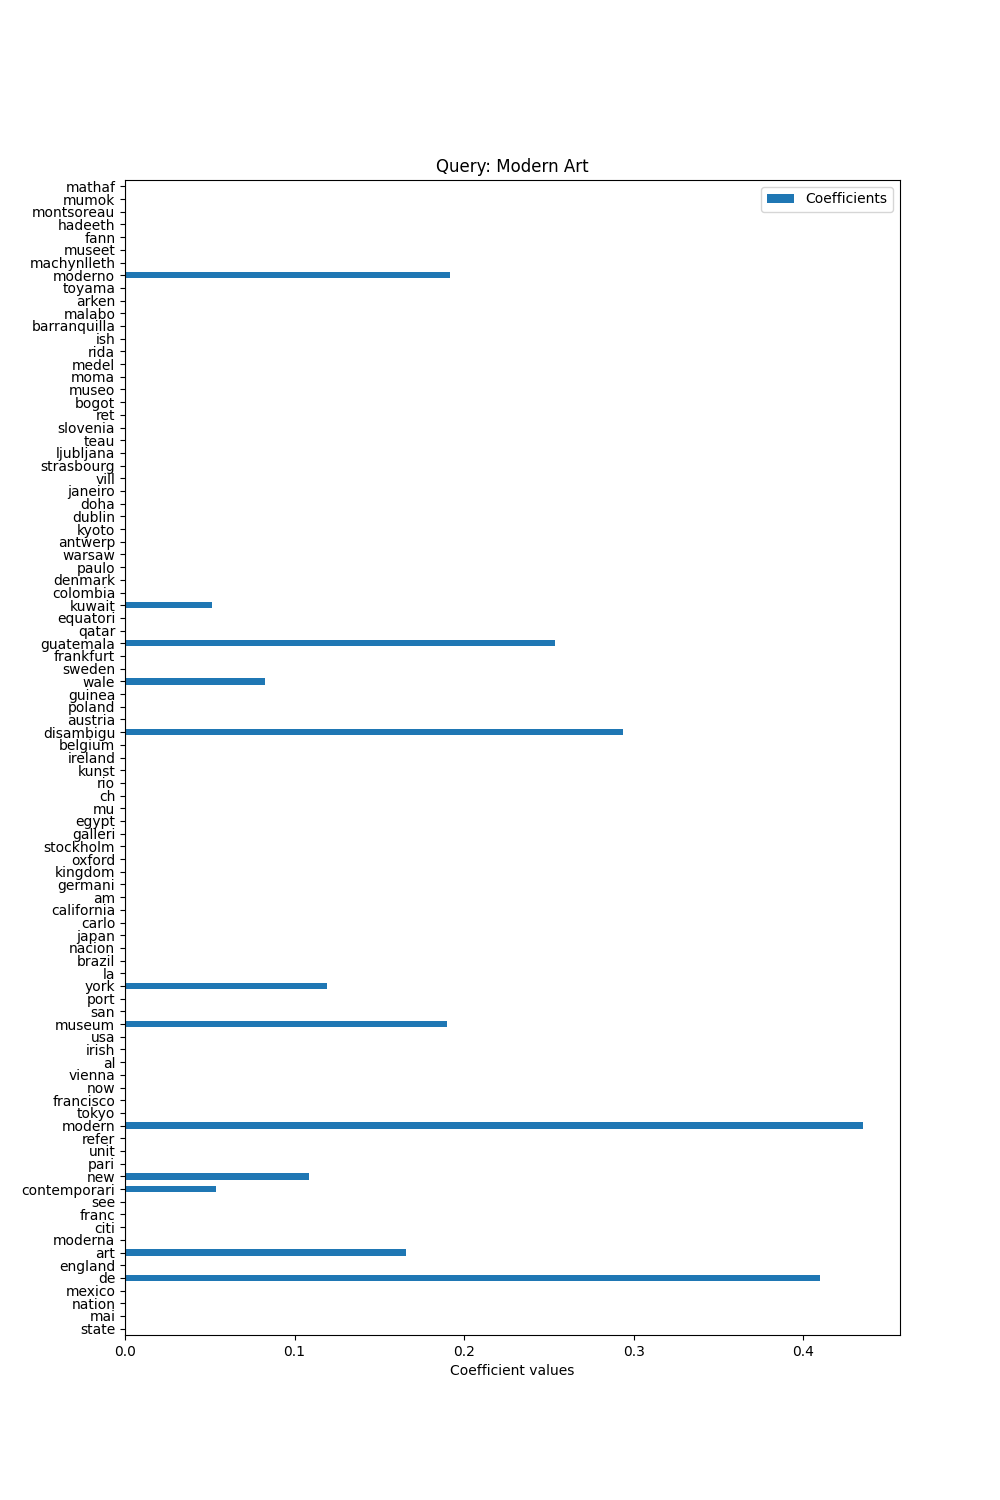 Query: Modern Art
Coefficients
mathaf
mumok
montsoreau
hadeeth
fann
museet
machynlleth
moderno
toyama
arken
malabo
barranquilla
ish
rida
medel
moma
museo
bogot
ret
slovenia
teau
ljubljana
strasbourg
vill
janeiro
doha
dublin
kyoto
antwerp
warsaw
paulo
denmark
colombia
kuwait
equatori
qatar
guatemala
frankfurt
sweden
wale
guinea
poland
austria
disambigu
belgium
ireland
kunst
rio
ch
mu
egypt
galleri
stockholm
oxford
kingdom
germani
am
california
carlo
japan
nacion
brazil
la
york
port
san
museum
usa
irish
al
vienna
now
francisco
tokyo
modern
refer
unit
pari
new
contemporari
see
franc
citi
moderna
art
england
de
mexico
nation
mai
state
0.0 0.1 0.2 0.3 0.4
Coefficient values